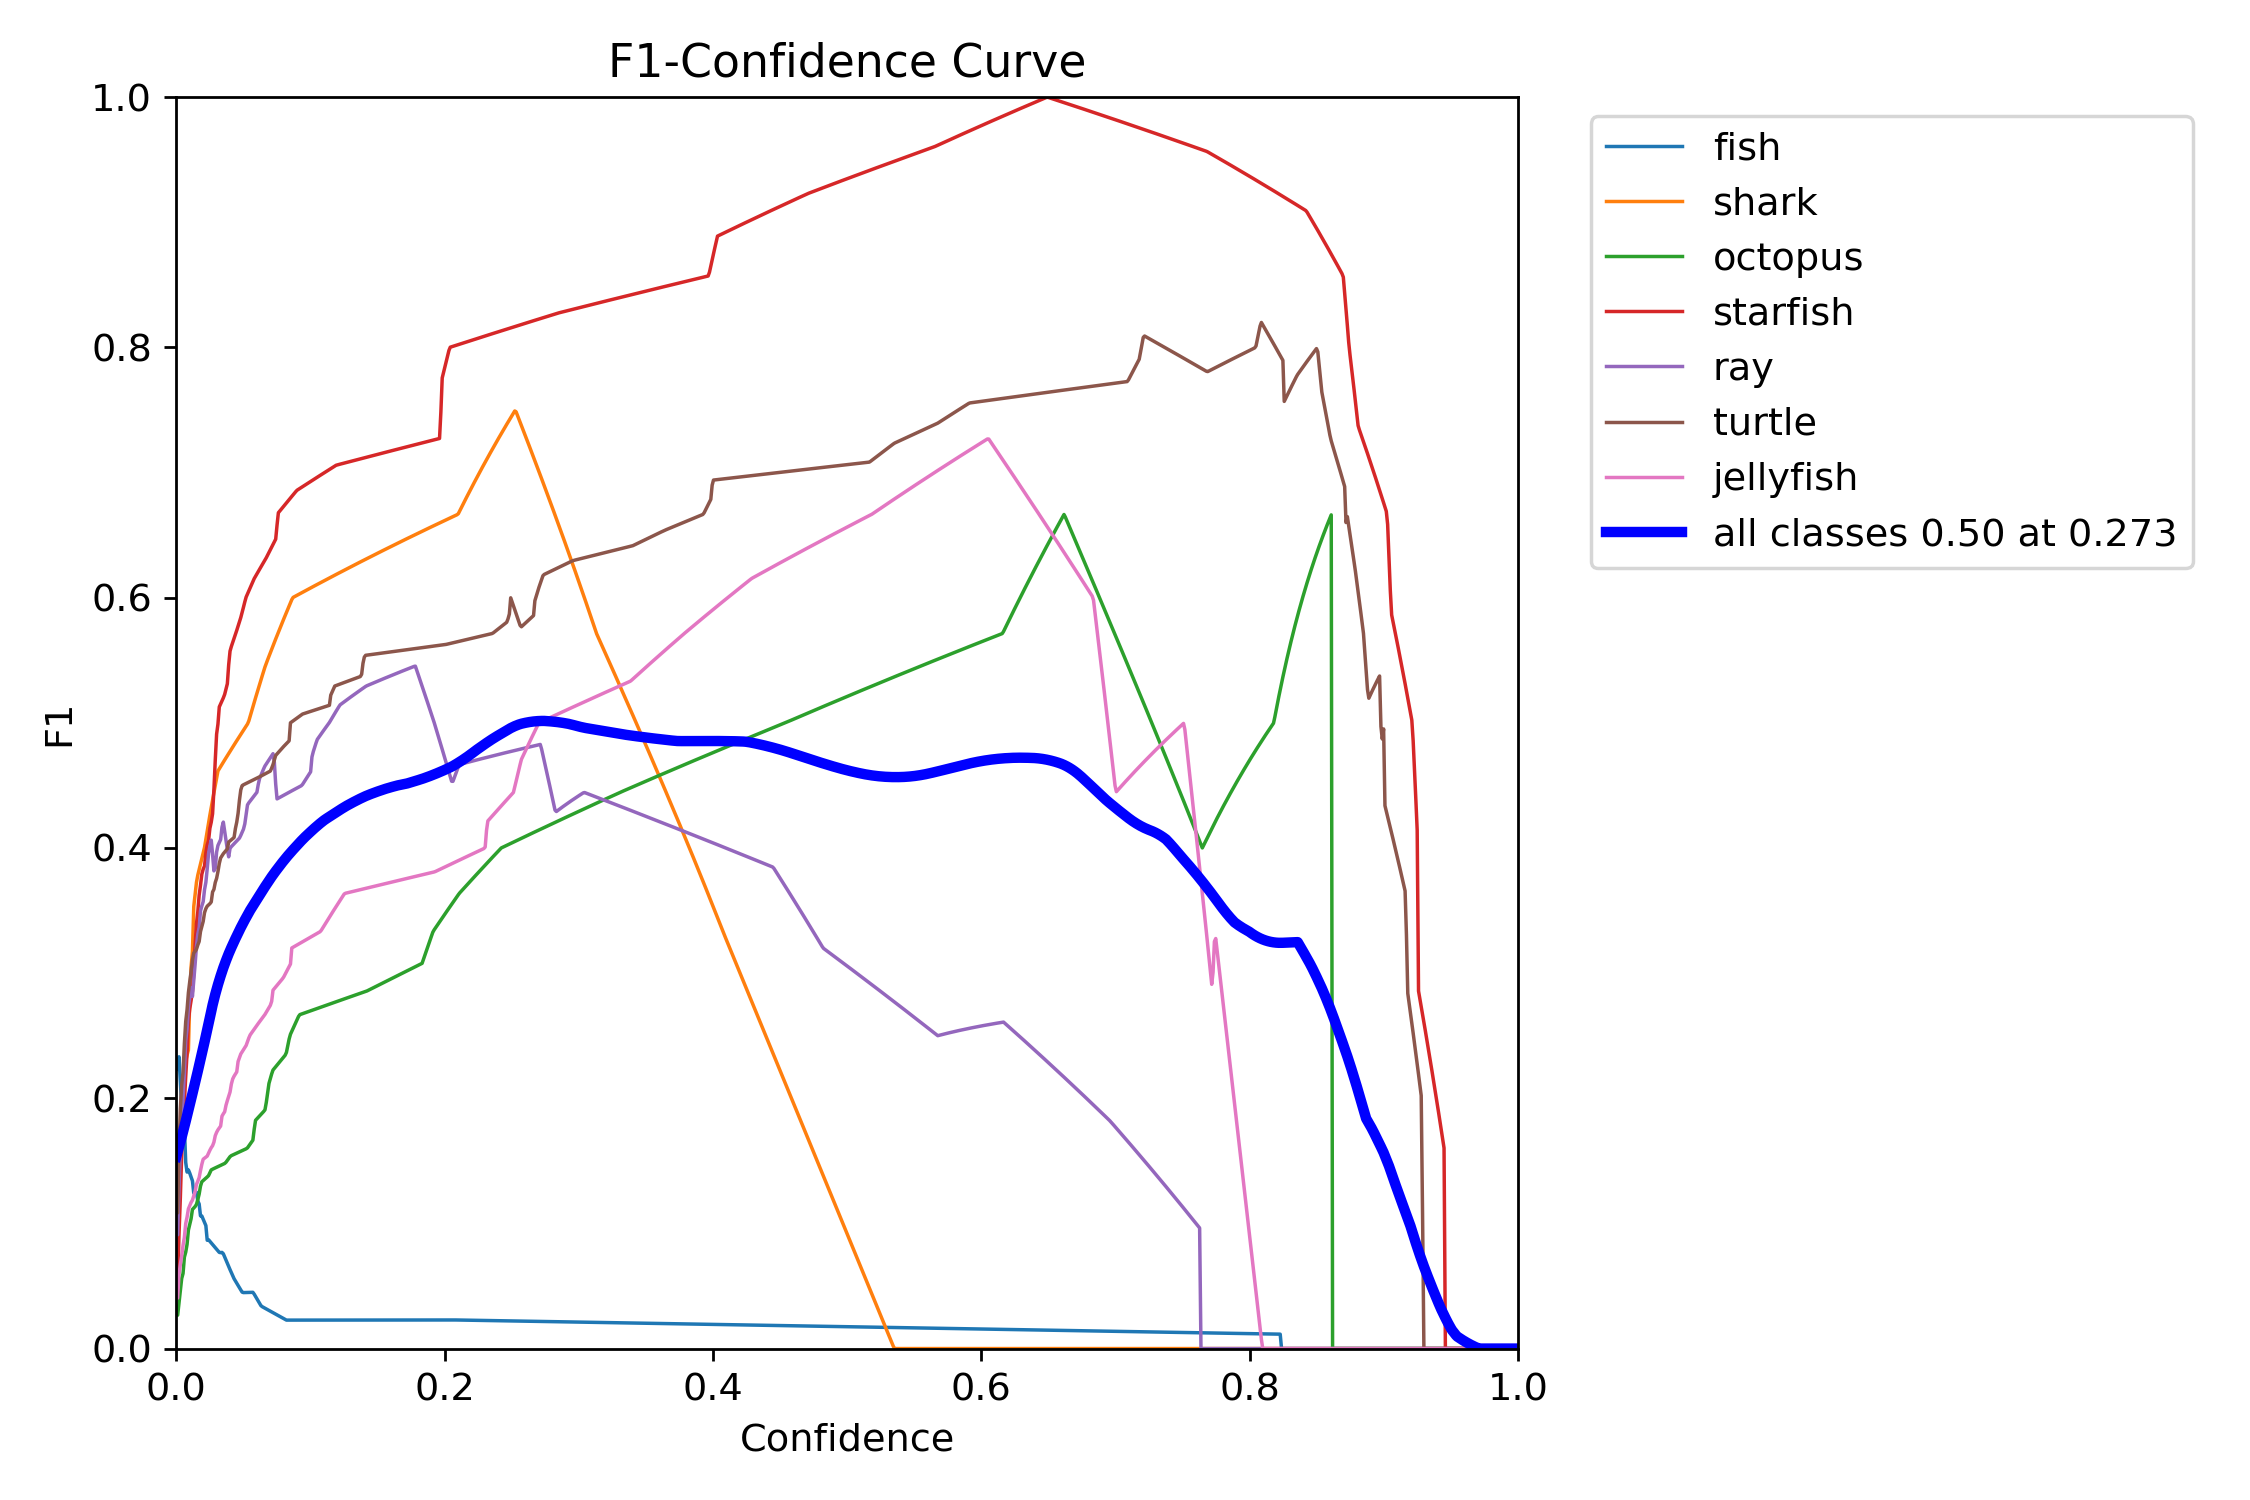 F1-Confidence Curve
1.0
0.8
0.6
0.4
0.2
0.0
F1
0.0 0.2 0.4 0.6 0.8 1.0
Confidence
fish
shark
octopus
starfish
ray
turtle
jellyfish
all classes 0.50 at 0.273